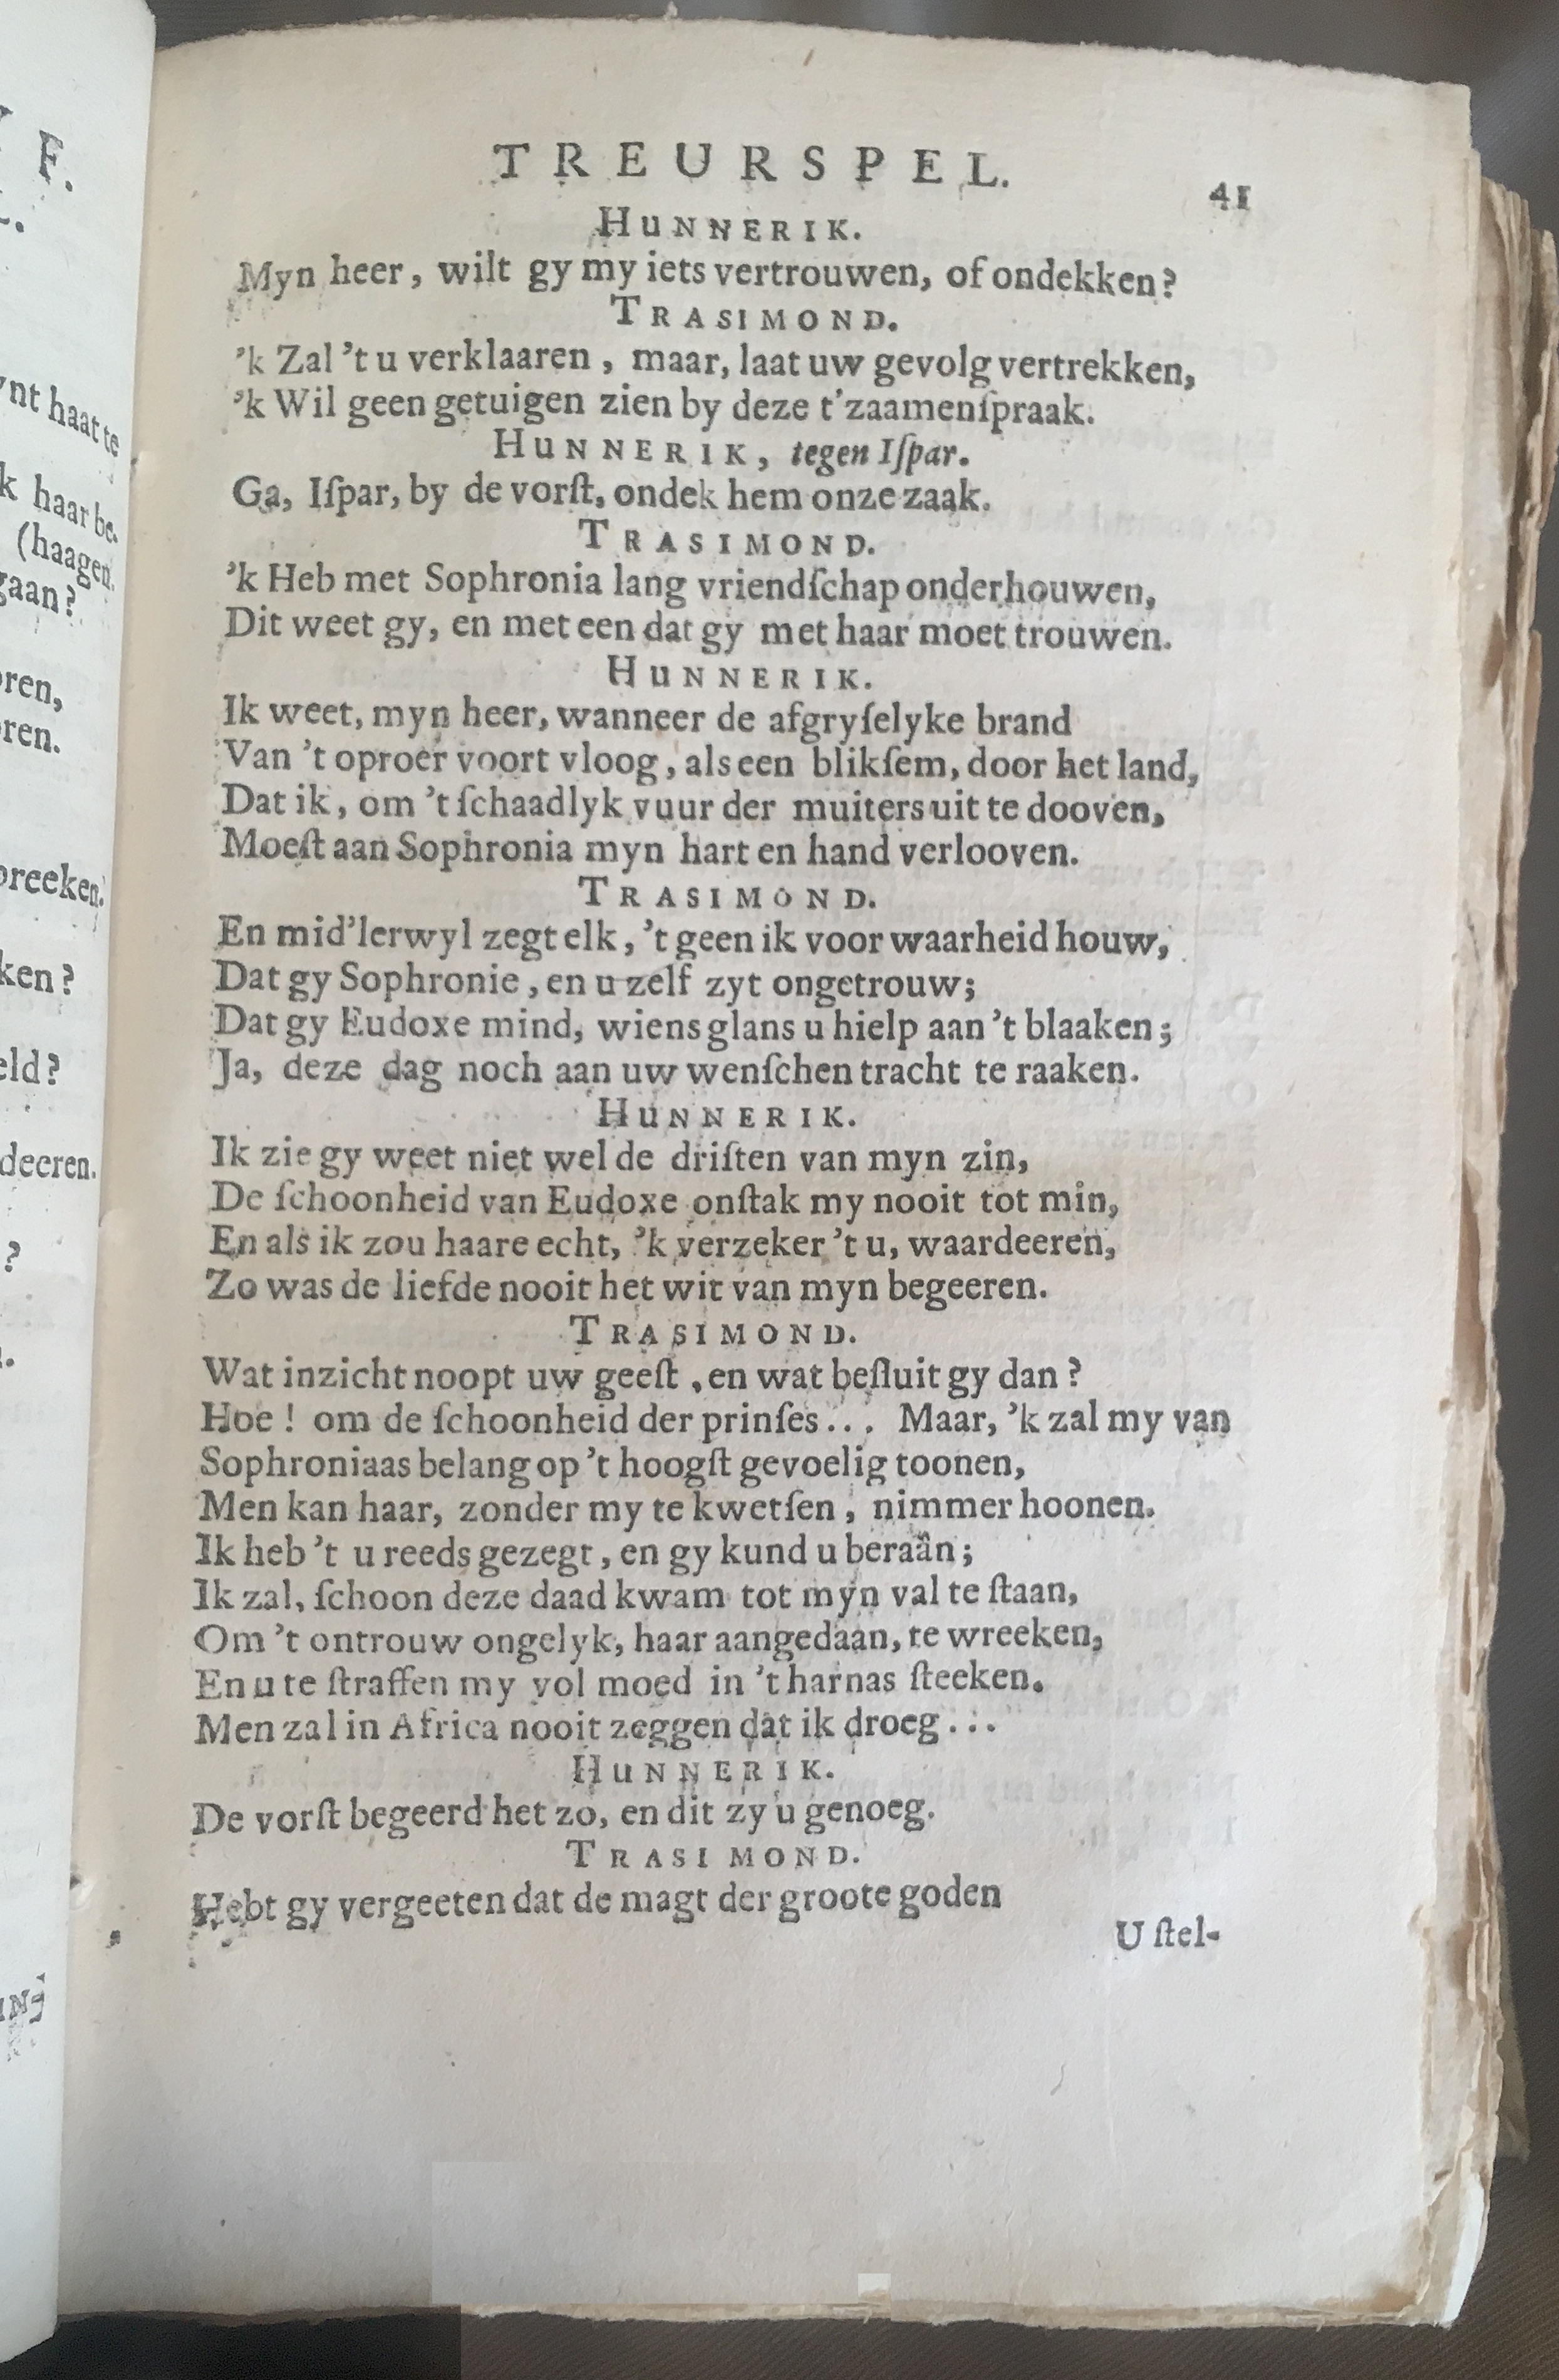 TREURSPEL. 41
HUNNERIK.
Myn heer, wilt gy my iets vertrouwen, of ondekken?
TRASIMOND.
’k Zal ’t u verklaaren, maar, laat uw gevolg vertrekken,
’k Wil geen getuigen zien by deze t’zaamenſpraak.
HUNNERIK, tegen Iſpar.
Ga, Iſpar, by de vorſt, ondek hem onze zaak.
TRASIMOND.
’k Heb met Sophronia lang vriendſchap onderhouwen,
Dit weet gy, en met een dat gy met haar moet trouwen.
HUNNERIK.
Ik weet, myn heer, wanneer de afgryſelyke brand
Van ’t oproer voort vloog, als een blikſem, door het land,
Dat ik, om ’t ſchaadlyk vuur der muiters uit te dooven,
Moeſt aan Sophronia myn hart en hand verlooven.
TRASIMOND.
En mid’lerwyl zegt elk, ’t geen ik voor waarheid houw,
Dat gy Sophronie, en u zelf zyt ongetrouw;
Dat gy Eudoxe mind, wiens glans u hielp aan ’t blaaken;
Ja, deze dag noch aan uw wenſchen tracht te raaken.
HUNNERIK.
Ik zie gy weet niet wel de driften van myn zin,
De ſchoonheid van Eudoxe onſtak my nooit tot min,
En als ik zou haare echt, ’k verzeker ’t u, waardeeren,
Zo was de liefde nooit het wit van myn begeeren.
TRASIMOND.
Wat inzicht noopt uw geeſt, en wat beſluit gy dan?
Hoe! om de ſchoonheid der prinſes... Maar, ’k zal my van
Sophroniaas belang op ’t hoogſt gevoelig toonen,
Men kan haar, zonder my te kwetſen, nimmer hoonen.
Ik heb ’t u reeds gezegt, en gy kund u beraân;
Ik zal, ſchoon deze daad kwam tot myn val te ſtaan,
Om ’t ontrouw ongelyk, haar aangedaan, te wreeken,
En u te ſtraffen my vol moed in ’t harnas ſteeken.
Men zal in Africa nooit zeggen dat ik droeg...
HUNNERIK.
De vorſt begeerd het zo, en dit zy u genoeg.
TRASIMOND.
Hebt gy vergeeten dat de magt der groote goden
U ſtel-